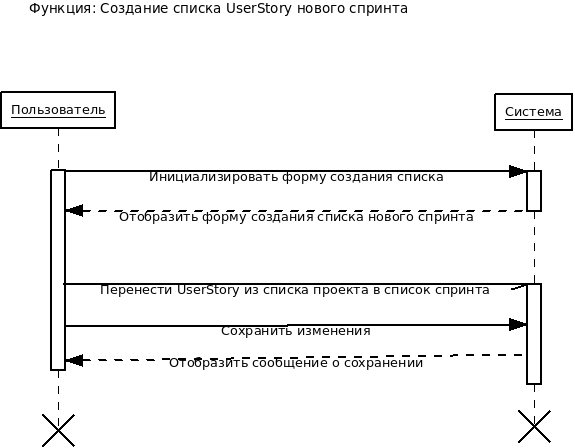 Функция: Создание списка UserStory нового спринта
Пользователь
Система
Инициализировать форму создания списка
Отобразить форму создания списка нового спринта
Перенести UserStory из списка проекта в список спринта
Сохранить изменения
Отобразить сообщение о сохранении